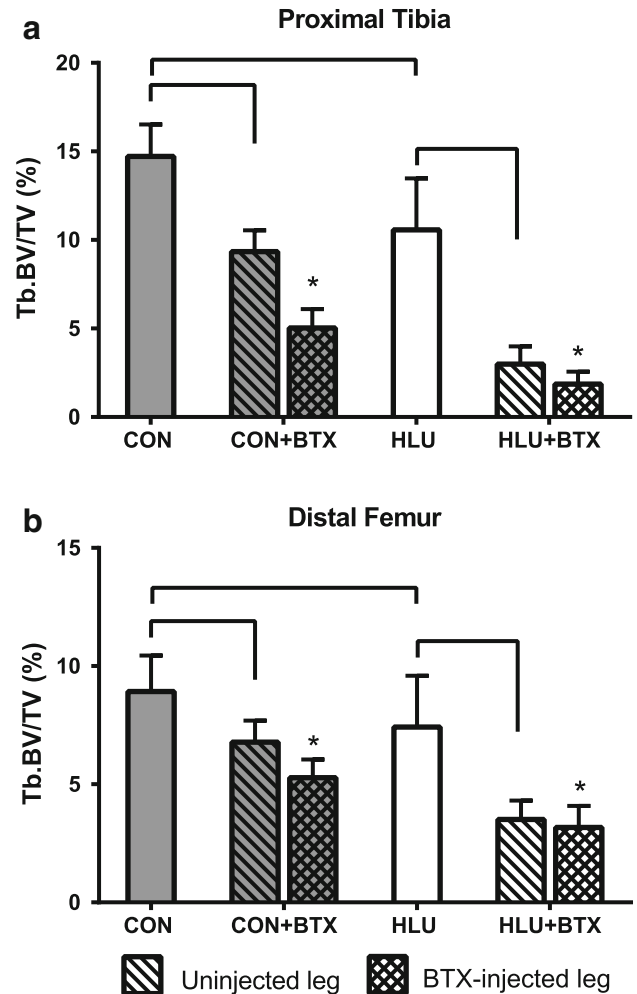 a
Proximal Tibia
Tb.BV/TV (%)
20
15
10
5
0
*
*
CON CON+BTX HLU HLU+BTX
b
Distal Femur
Tb.BV/TV (%)
15
10
5
0
*
*
CON CON+BTX HLU HLU+BTX
Uninjected leg BTX-injected leg